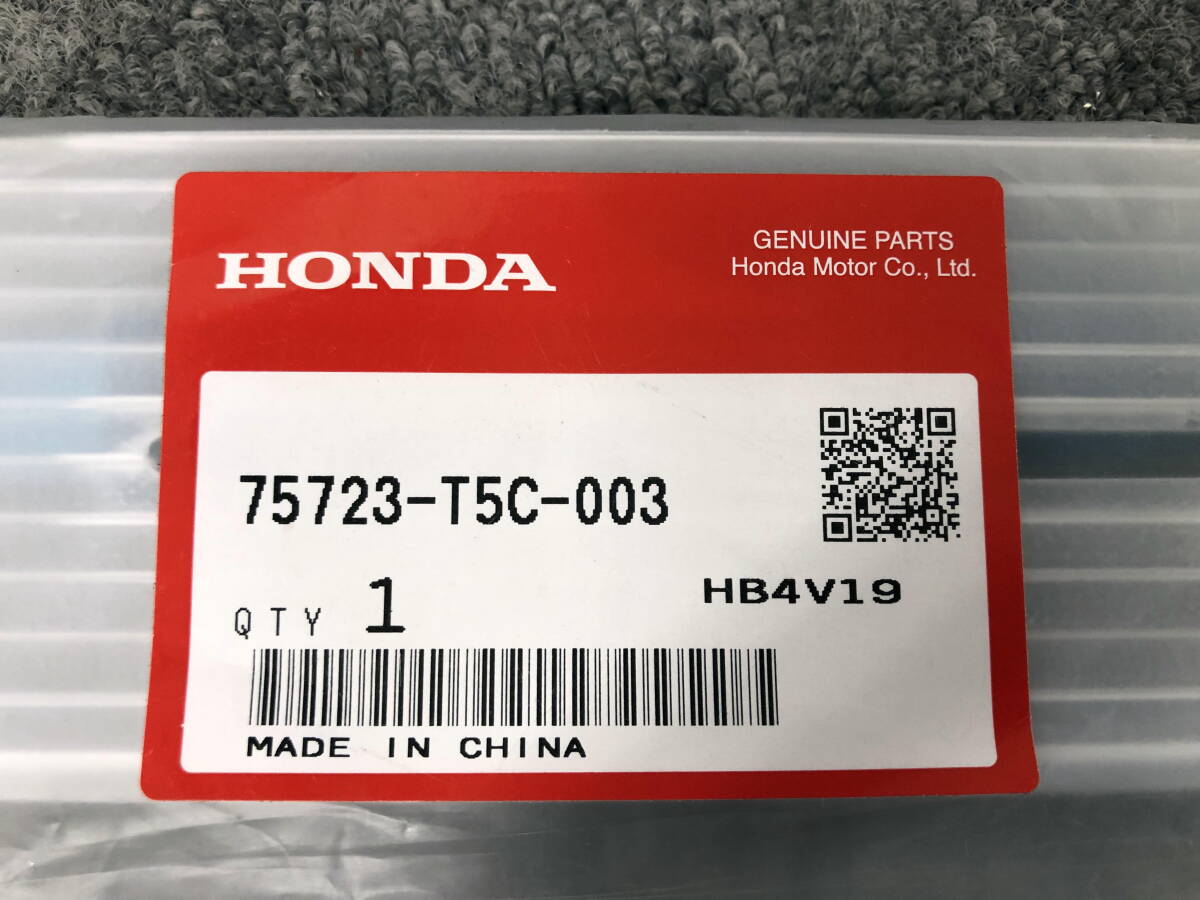 HONDA
GENUINE PARTS
Honda Motor Co., Ltd.
75723-T5C-003
QTY 1
HB4V19
MADE IN CHINA